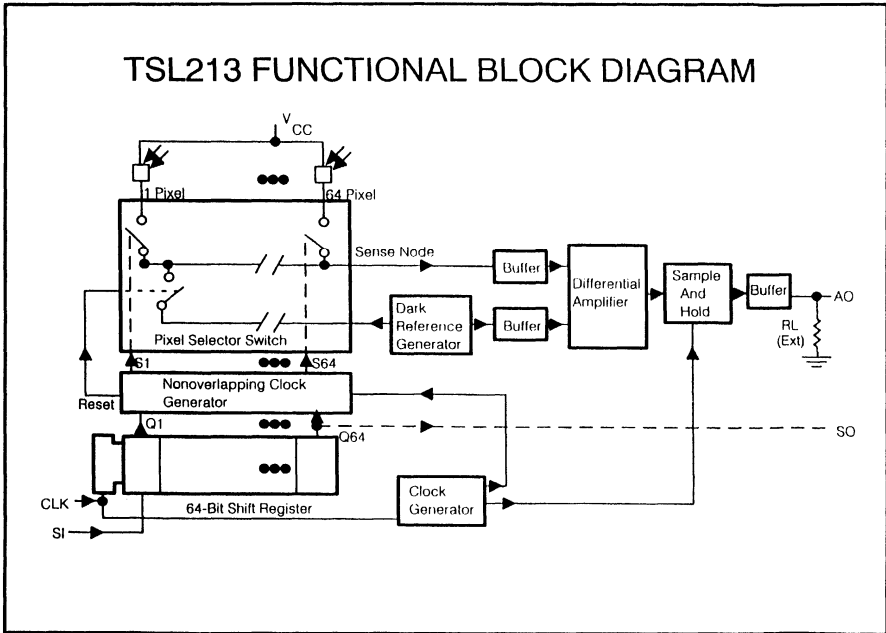 TSL213 FUNCTIONAL BLOCK DIAGRAM
VCC
1 Pixel
64 Pixel
Sense Node
Buffer
Differential
Amplifier
Sample
And
Hold
Buffer
AO
Dark
Reference
Generator
Buffer
RL
(Ext)
Pixel Selector Switch
S1
S64
Reset
Nonoverlapping Clock
Generator
Q1
Q64
SO
CLK
64-Bit Shift Register
Clock
Generator
SI